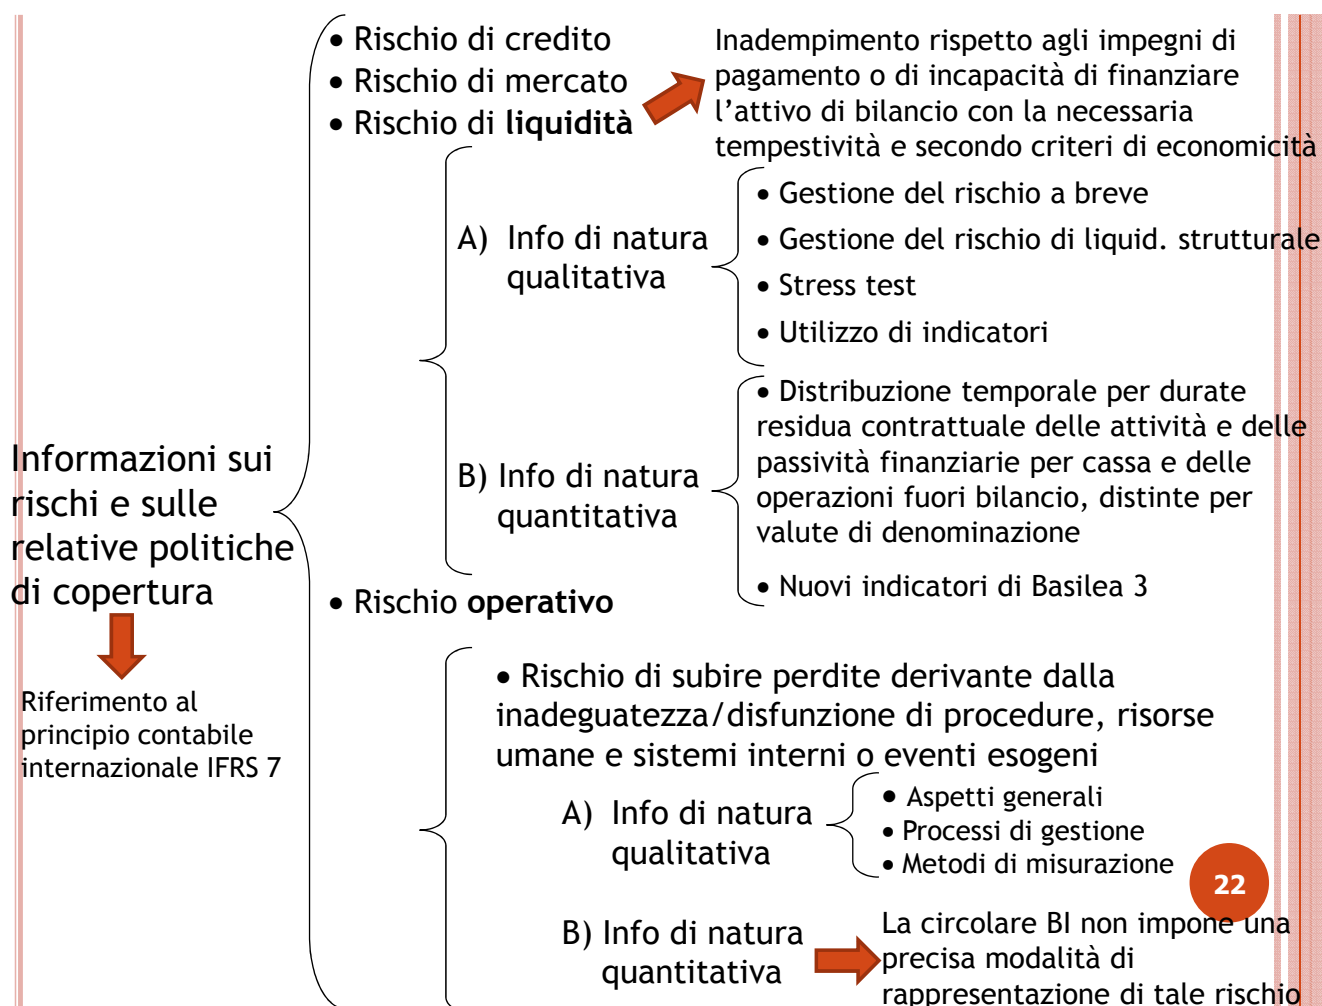 • Rischio di credito
• Rischio di mercato
• Rischio di liquidità
Inadempimento rispetto agli impegni di
pagamento o di incapacità di finanziare
l’attivo di bilancio con la necessaria
tempestività e secondo criteri di economicità
A) Info di natura
qualitativa
• Gestione del rischio a breve
• Gestione del rischio di liquid. strutturale
• Stress test
• Utilizzo di indicatori
B) Info di natura
quantitativa
• Distribuzione temporale per durate
residua contrattuale delle attività e delle
passività finanziarie per cassa e delle
operazioni fuori bilancio, distinte per
valute di denominazione
• Nuovi indicatori di Basilea 3
Informazioni sui
rischi e sulle
relative politiche
di copertura
Riferimento al
principio contabile
internazionale IFRS 7
• Rischio operativo
• Rischio di subire perdite derivante dalla
inadeguatezza/disfunzione di procedure, risorse
umane e sistemi interni o eventi esogeni
A) Info di natura
qualitativa
• Aspetti generali
• Processi di gestione
• Metodi di misurazione
22
B) Info di natura
quantitativa
La circolare BI non impone una
precisa modalità di
rappresentazione di tale rischio